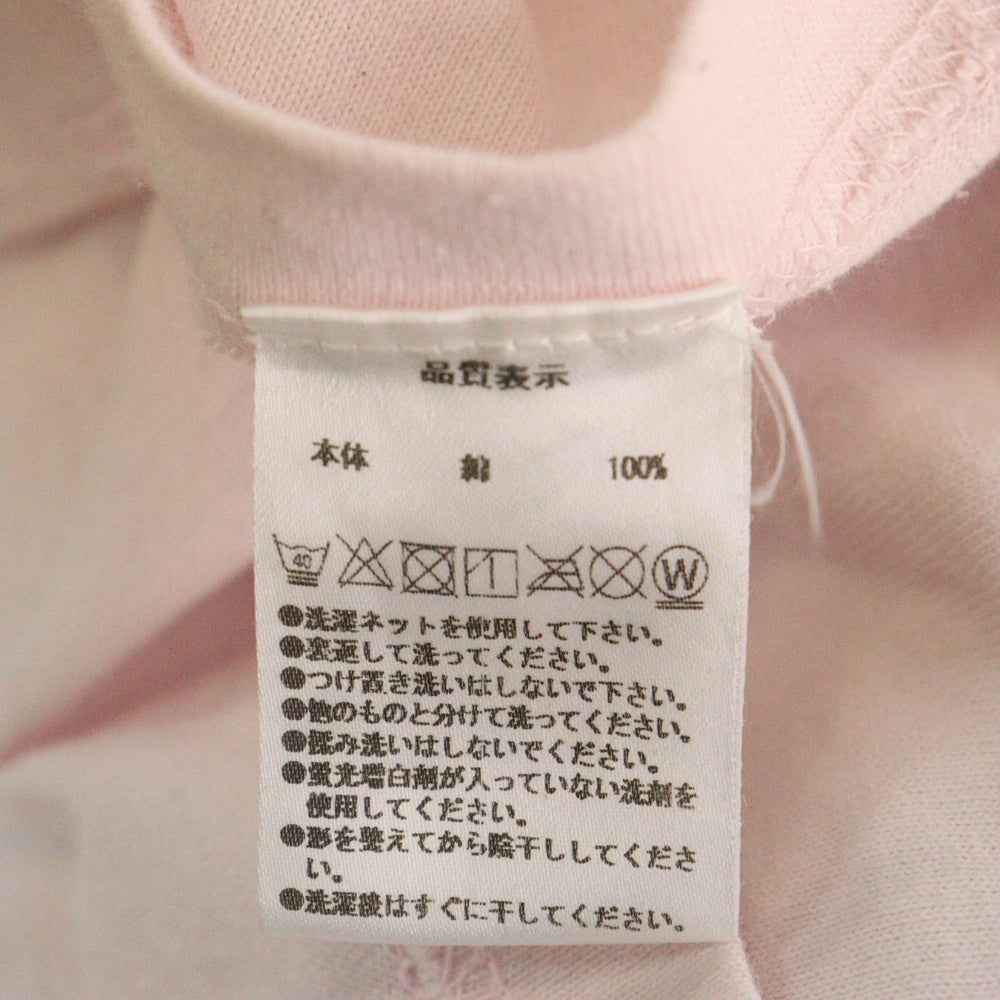 品質表示
本体 綿 100%
40 W
●洗濯ネットを使用して下さい。
●裏返して洗ってください。
●つけ置き洗いはしないで下さい。
●他のものと分けて洗ってください。
●揉み洗いはしないでください。
●蛍光増白剤が入っていない洗剤を
使用してください。
●形を整えてから陰干ししてくださ
い。
●洗濯後はすぐに干してください。